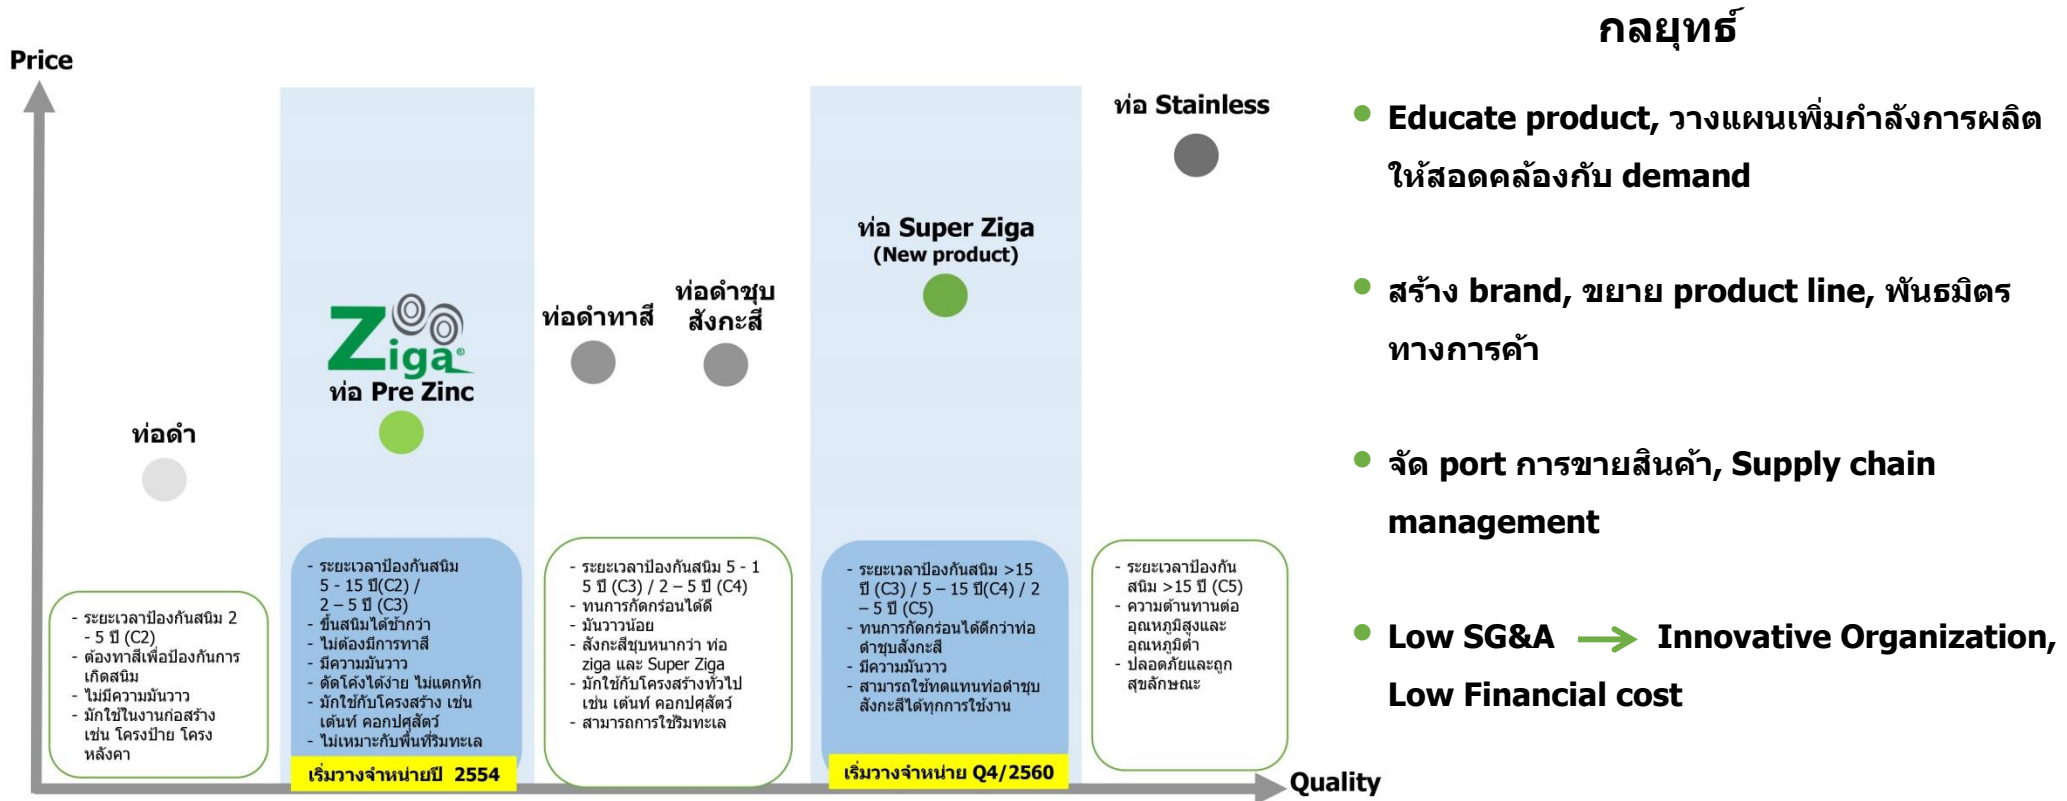 กลยุทธ์
Price
ท่อดำ
Ziga®
ท่อ Pre Zinc
ท่อดำทาสี
ท่อดำชุบ
สังกะสี
ท่อ Super Ziga
(New product)
ท่อ Stainless
- ระยะเวลาป้องกันสนิม 2
- 5 ปี (C2)
- ต้องทาสีเพื่อป้องกันการ
เกิดสนิม
- ไม่มีความมันวาว
- มักใช้ในงานก่อสร้าง
เช่น โครงป้าย โครง
หลังคา
- ระยะเวลาป้องกันสนิม
5 - 15 ปี(C2) /
2 – 5 ปี (C3)
- ขึ้นสนิมได้ช้ากว่า
- ไม่ต้องมีการทาสี
- มีความมันวาว
- ดัดโค้งได้ง่าย ไม่แตกหัก
- มักใช้กับโครงสร้าง เช่น
เต้นท์ คอกปศุสัตว์
- ไม่เหมาะกับพื้นที่ริมทะเล
เริ่มวางจำหน่ายปี 2554
- ระยะเวลาป้องกันสนิม 5 - 1
5 ปี (C3) / 2 – 5 ปี (C4)
- ทนการกัดกร่อนได้ดี
- มันวาวน้อย
- สังกะสีชุบหนากว่า ท่อ
ziga และ Super Ziga
- มักใช้กับโครงสร้างทั่วไป
เช่น เต้นท์ คอกปศุสัตว์
- สามารถการใช้ริมทะเล
- ระยะเวลาป้องกันสนิม >15
ปี (C3) / 5 – 15 ปี(C4) / 2
– 5 ปี (C5)
- ทนการกัดกร่อนได้ดีกว่าท่อ
ดำชุบสังกะสี
- มีความมันวาว
- สามารถใช้ทดแทนท่อดำชุบ
สังกะสีได้ทุกการใช้งาน
เริ่มวางจำหน่าย Q4/2560
- ระยะเวลาป้องกัน
สนิม >15 ปี (C5)
- ความต้านทานต่อ
อุณหภูมิสูงและ
อุณหภูมิต่ำ
- ปลอดภัยและถูก
สุขลักษณะ
Quality
• Educate product, วางแผนเพิ่มกำลังการผลิต
ให้สอดคล้องกับ demand
• สร้าง brand, ขยาย product line, พันธมิตร
ทางการค้า
• จัด port การขายสินค้า, Supply chain
management
• Low SG&A → Innovative Organization,
Low Financial cost